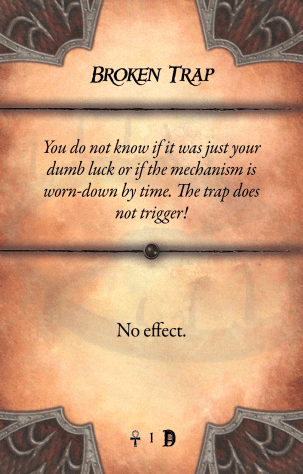 Broken Trap
You do not know if it was just your
dumb luck or if the mechanism is
worn-down by time. The trap does
not trigger!
No effect.
☥ 1 D